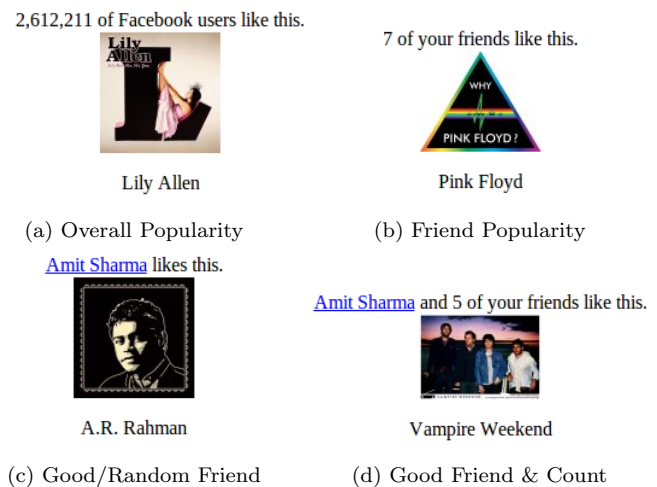 2,612,211 of Facebook users like this.
Lily
Allen
Lily Allen
(a) Overall Popularity
7 of your friends like this.
WHY
PINK FLOYD?
Pink Floyd
(b) Friend Popularity
Amit Sharma likes this.
A.R. Rahman
(c) Good/Random Friend
Amit Sharma and 5 of your friends like this.
VAMPIRE WEEKEND
Vampire Weekend
(d) Good Friend & Count